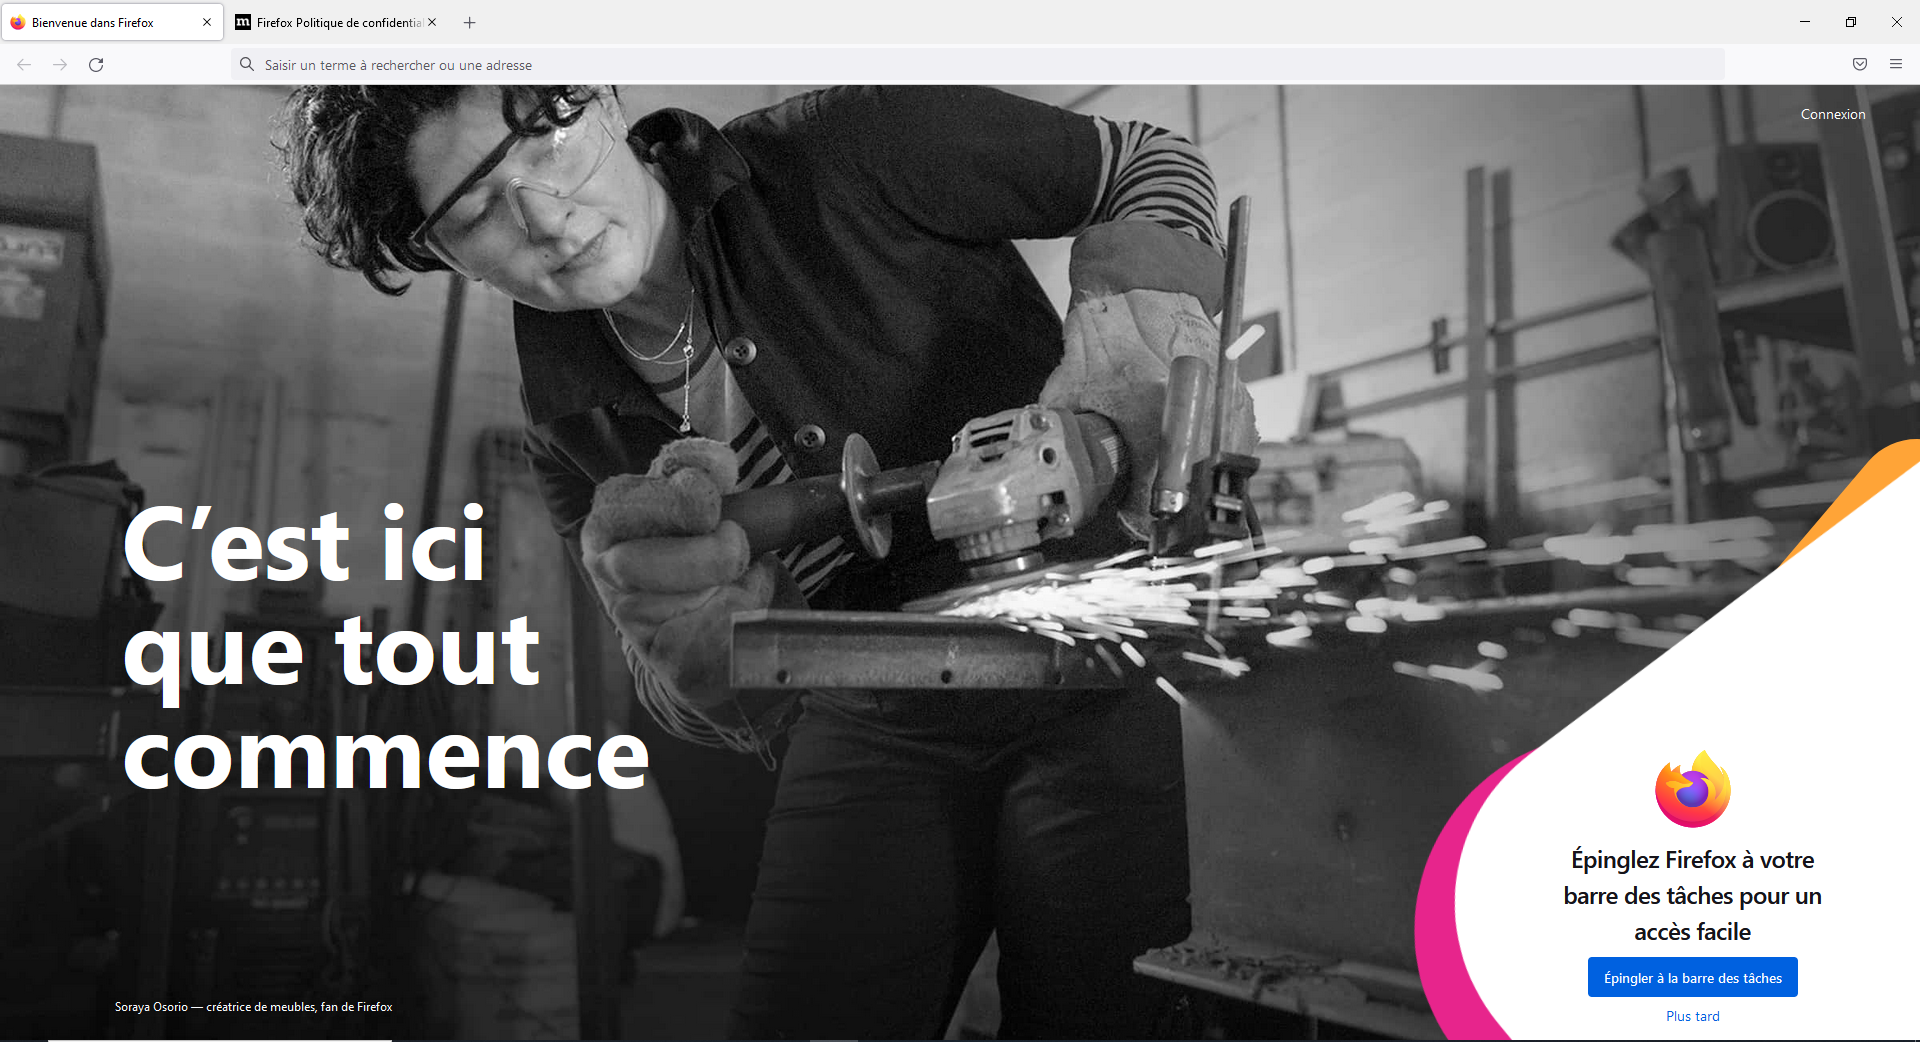 Bienvenue dans Firefox
Firefox Politique de confidential
Saisir un terme à rechercher ou une adresse
Connexion
C’est ici
que tout
commence
Épinglez Firefox à votre
barre des tâches pour un
accès facile
Épingler à la barre des tâches
Plus tard
Soraya Osorio — créatrice de meubles, fan de Firefox